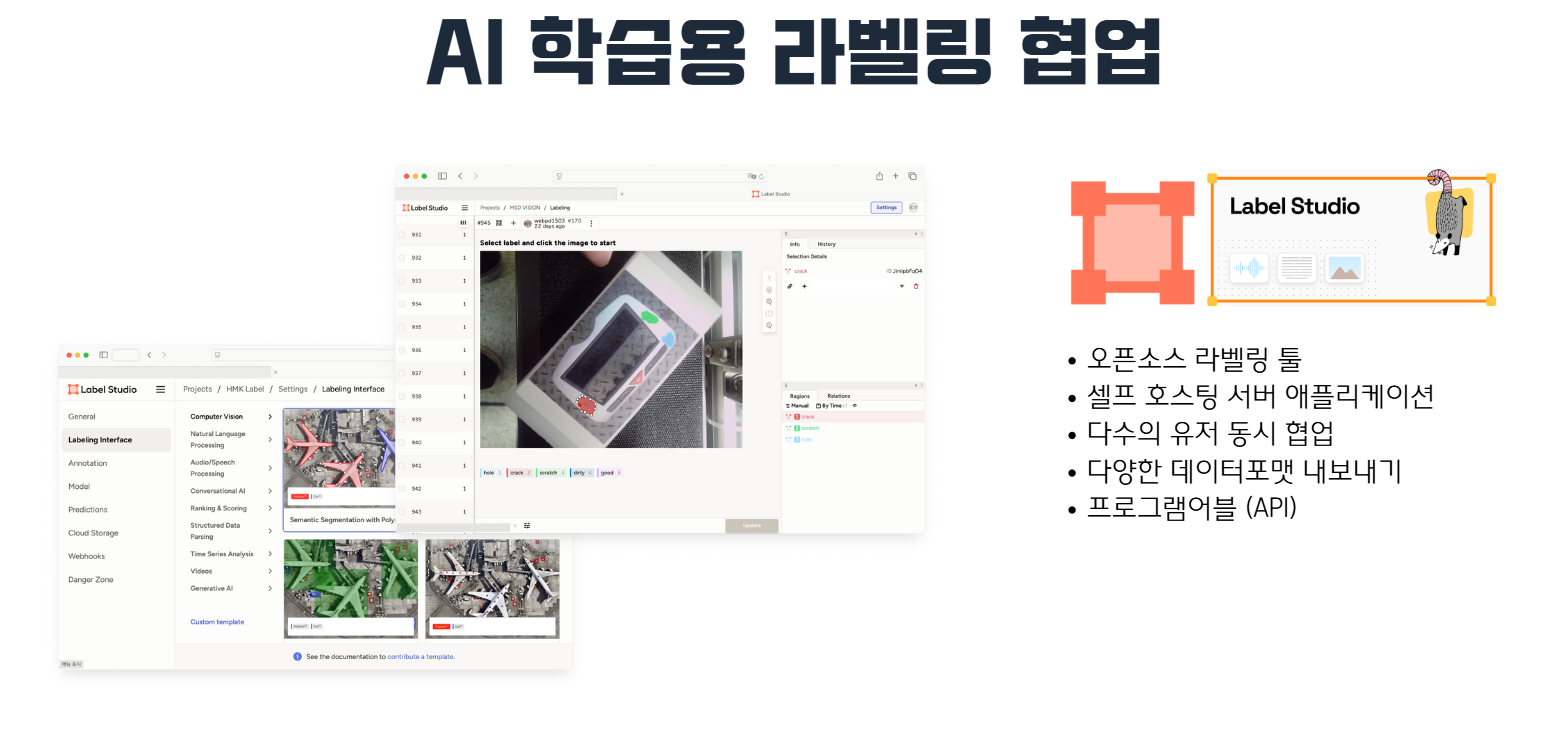 AI 학습용 라벨링 협업
Label Studio
Label Studio
Projects / MSD VISION / Labeling
Settings
KY
#945
webpd1503 #170
22 days ago
931 1
932 1
933 1
934 1
935 1
936 1
937 1
938 1
939 1
940 1
941 1
942 1
943 1
Select label and click the image to start
hole 1 crack 2 scratch 3 dirty 4 good 5
Info History
Selection Details
crack
Regions Relations
Manual By Time
crack
scratch
hole
Update
Label Studio
Projects / HMK Label / Settings / Labeling Interface
General
Labeling Interface
Annotation
Model
Predictions
Cloud Storage
Webhooks
Danger Zone
Computer Vision
Natural Language
Processing
Audio/Speech
Processing
Conversational AI
Ranking & Scoring
Structured Data
Parsing
Time Series Analysis
Videos
Generative AI
Custom template
Semantic Segmentation with Poly
See the documentation to contribute a template.
메뉴 표시
Label Studio
• 오픈소스 라벨링 툴
• 셀프 호스팅 서버 애플리케이션
• 다수의 유저 동시 협업
• 다양한 데이터포맷 내보내기
• 프로그램어블 (API)